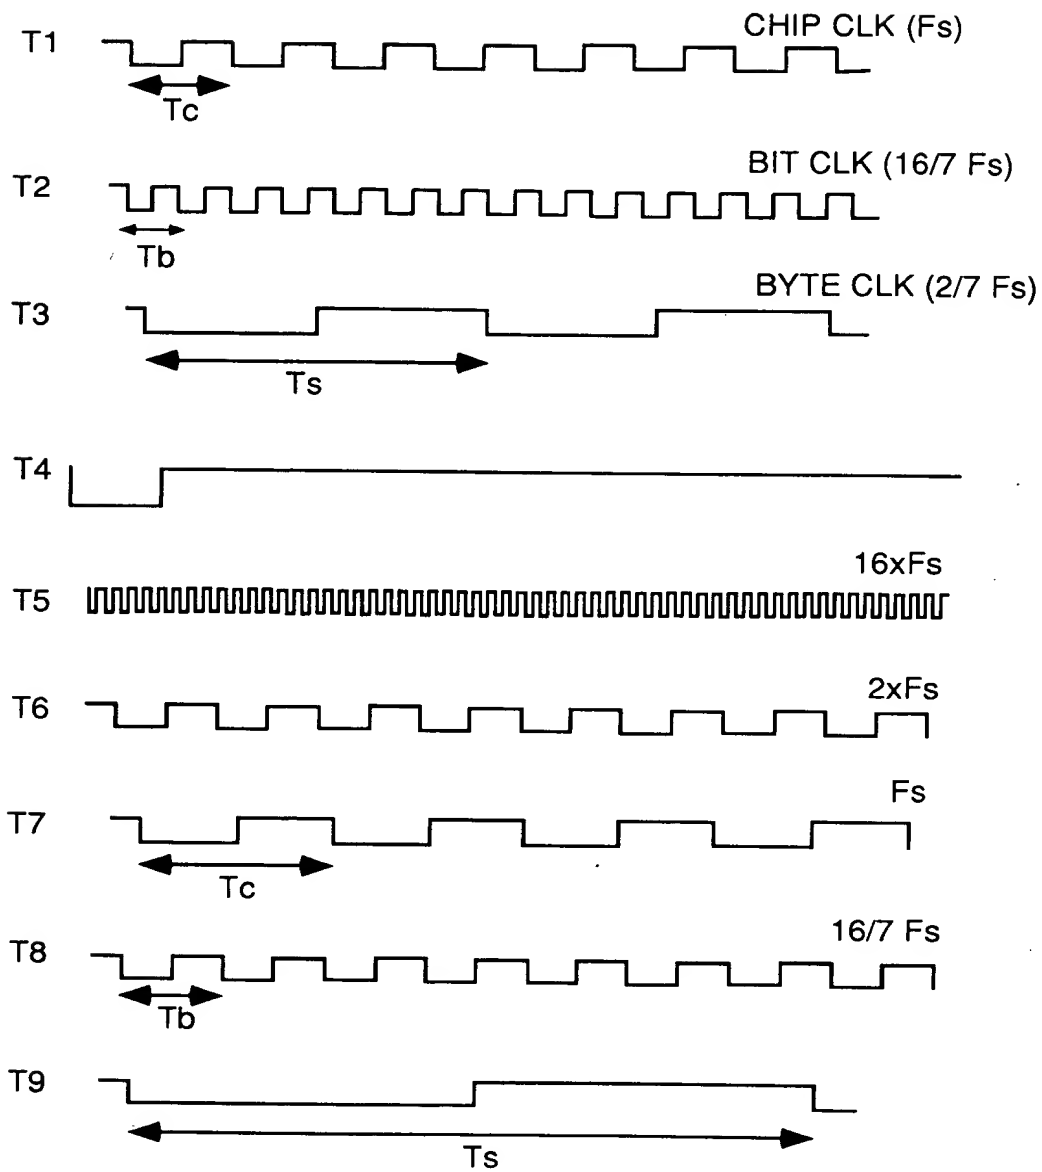 T1 CHIP CLK (Fs)
Tc
T2 BIT CLK (16/7 Fs)
Tb
T3 BYTE CLK (2/7 Fs)
Ts
T4
T5 16xFs
T6 2xFs
T7 Fs
Tc
T8 16/7 Fs
Tb
T9
Ts